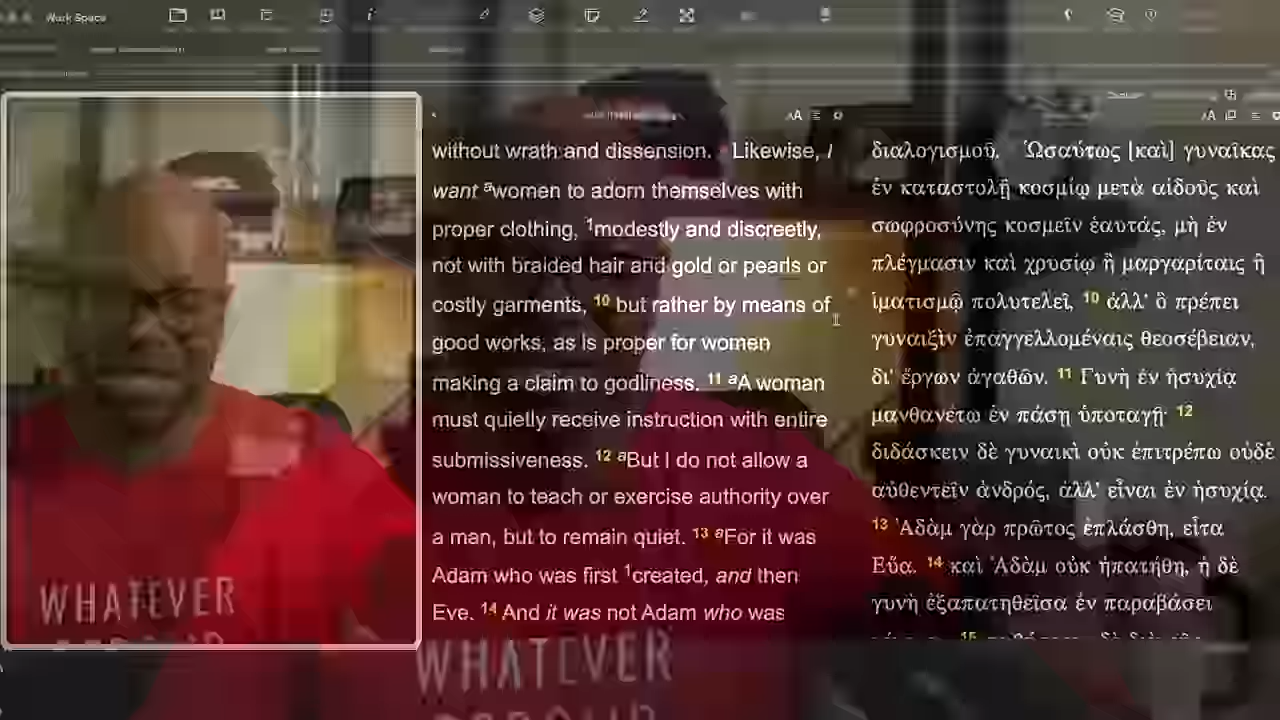 Work Space
without wrath and dissension. Likewise, I
want ᵃwomen to adorn themselves with
proper clothing, ¹modestly and discreetly,
not with braided hair and gold or pearls or
costly garments, 10 but rather by means of
good works, as is proper for women
making a claim to godliness. 11 ᵃA woman
must quietly receive instruction with entire
submissiveness. 12 ᵃBut I do not allow a
woman to teach or exercise authority over
a man, but to remain quiet. 13 ᵃFor it was
Adam who was first ¹created, and then
Eve. 14 And it was not Adam who was
διαλογισμοῦ. Ὡσαύτως [καὶ] γυναῖκας
ἐν καταστολῇ κοσμίῳ μετὰ αἰδοῦς καὶ
σωφροσύνης κοσμεῖν ἑαυτάς, μὴ ἐν
πλέγμασιν καὶ χρυσίῳ ἢ μαργαρίταις ἢ
ἱματισμῷ πολυτελεῖ, 10 ἀλλ’ ὃ πρέπει
γυναιξὶν ἐπαγγελλομέναις θεοσέβειαν,
δι’ ἔργων ἀγαθῶν. 11 Γυνὴ ἐν ἡσυχίᾳ
μανθανέτω ἐν πάσῃ ὑποταγῇ· 12
διδάσκειν δὲ γυναικὶ οὐκ ἐπιτρέπω οὐδὲ
αὐθεντεῖν ἀνδρός, ἀλλ’ εἶναι ἐν ἡσυχίᾳ.
13 Ἀδὰμ γὰρ πρῶτος ἐπλάσθη, εἶτα
Εὕα. 14 καὶ Ἀδὰμ οὐκ ἠπατήθη, ἡ δὲ
γυνὴ ἐξαπατηθεῖσα ἐν παραβάσει
15
WHATEVER
WHATEVER